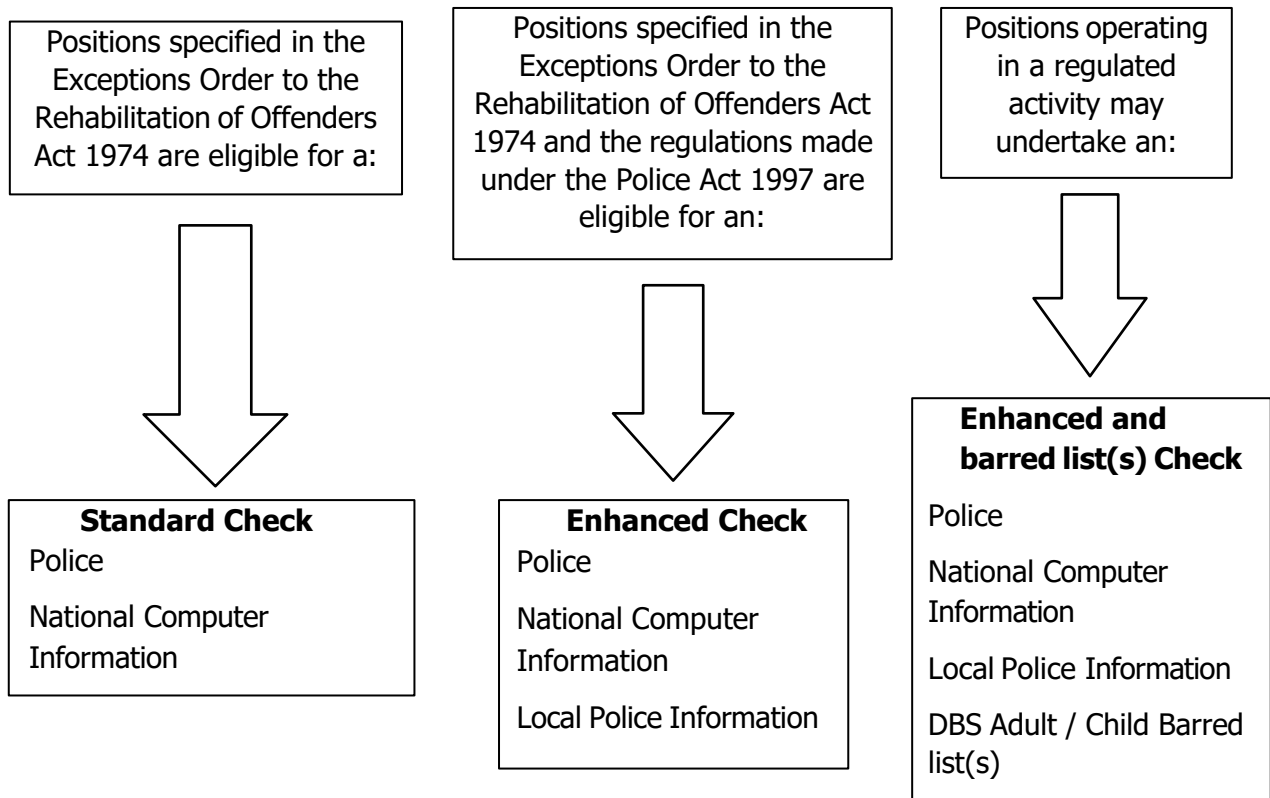 Positions specified in the
Exceptions Order to the
Rehabilitation of Offenders
Act 1974 are eligible for a:
Positions specified in the
Exceptions Order to the
Rehabilitation of Offenders Act
1974 and the regulations made
under the Police Act 1997 are
eligible for an:
Positions operating
in a regulated
activity may
undertake an:
Standard Check
Police
National Computer
Information
Enhanced Check
Police
National Computer
Information
Local Police Information
Enhanced and
barred list(s) Check
Police
National Computer
Information
Local Police Information
DBS Adult / Child Barred
list(s)